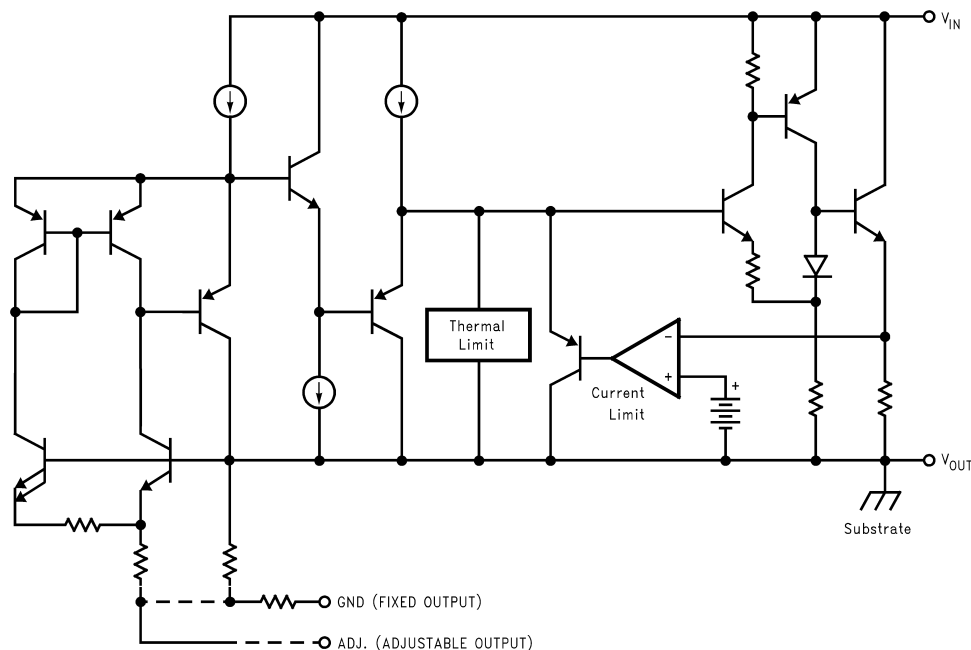 V_IN
Thermal
Limit
−
+
+
Current
Limit
V_OUT
Substrate
GND (FIXED OUTPUT)
ADJ. (ADJUSTABLE OUTPUT)